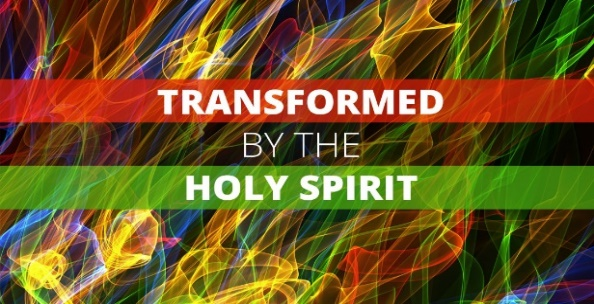 TRANSFORMED
BY THE
HOLY SPIRIT